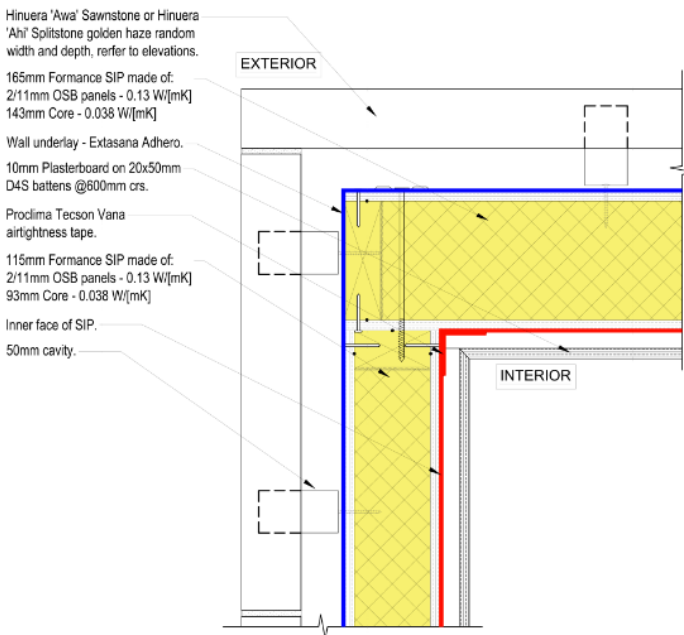 Hinuera 'Awa' Sawnstone or Hinuera
'Ahi' Splitstone golden haze random
width and depth, rerfer to elevations.
EXTERIOR
165mm Formance SIP made of:
2/11mm OSB panels - 0.13 W/[mK]
143mm Core - 0.038 W/[mK]
Wall underlay - Extasana Adhero.
10mm Plasterboard on 20x50mm
D4S battens @600mm crs.
Proclima Tecson Vana
airtightness tape.
115mm Formance SIP made of:
2/11mm OSB panels - 0.13 W/[mK]
93mm Core - 0.038 W/[mK]
Inner face of SIP.
50mm cavity.
INTERIOR